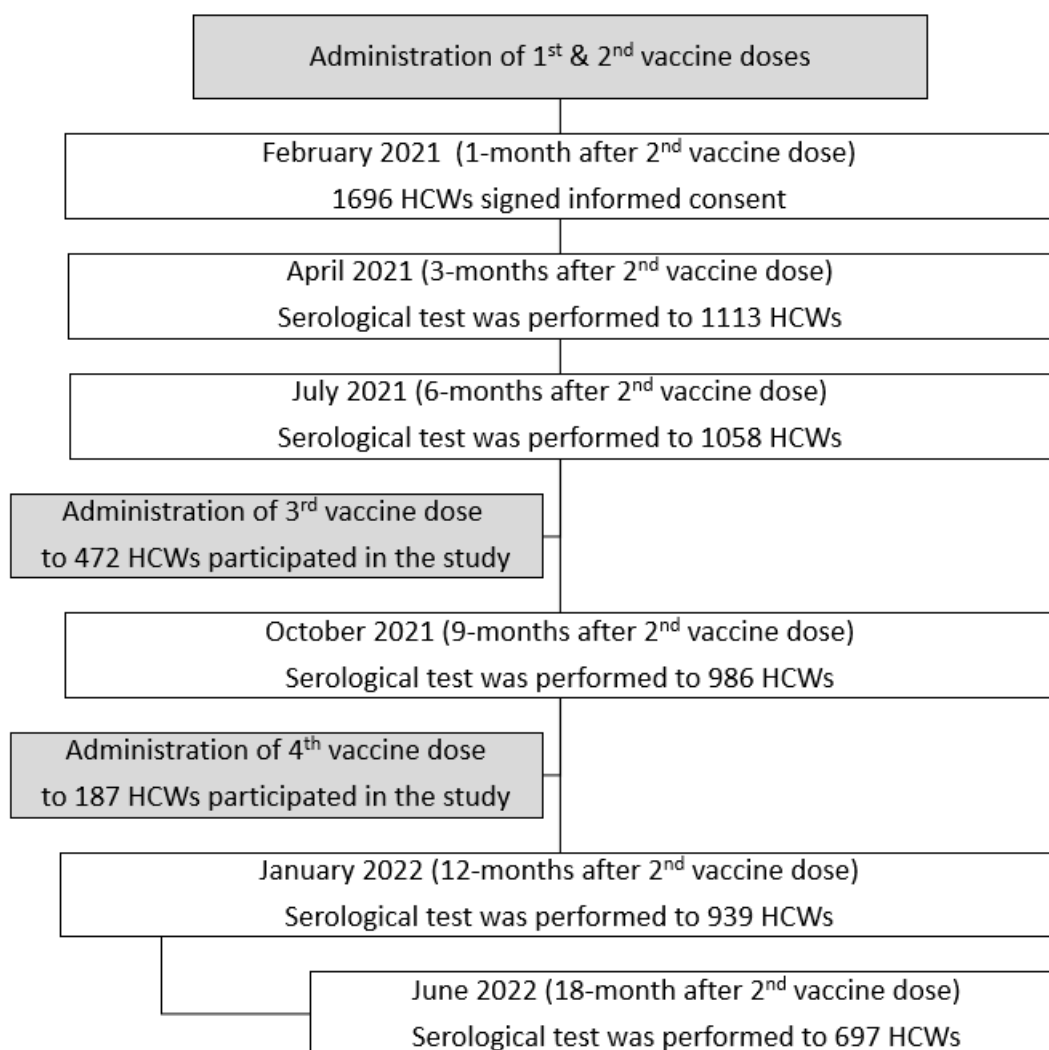 Administration of 1st & 2nd vaccine doses
February 2021 (1-month after 2nd vaccine dose)
1696 HCWs signed informed consent
April 2021 (3-months after 2nd vaccine dose)
Serological test was performed to 1113 HCWs
July 2021 (6-months after 2nd vaccine dose)
Serological test was performed to 1058 HCWs
Administration of 3rd vaccine dose
to 472 HCWs participated in the study
October 2021 (9-months after 2nd vaccine dose)
Serological test was performed to 986 HCWs
Administration of 4th vaccine dose
to 187 HCWs participated in the study
January 2022 (12-months after 2nd vaccine dose)
Serological test was performed to 939 HCWs
June 2022 (18-month after 2nd vaccine dose)
Serological test was performed to 697 HCWs